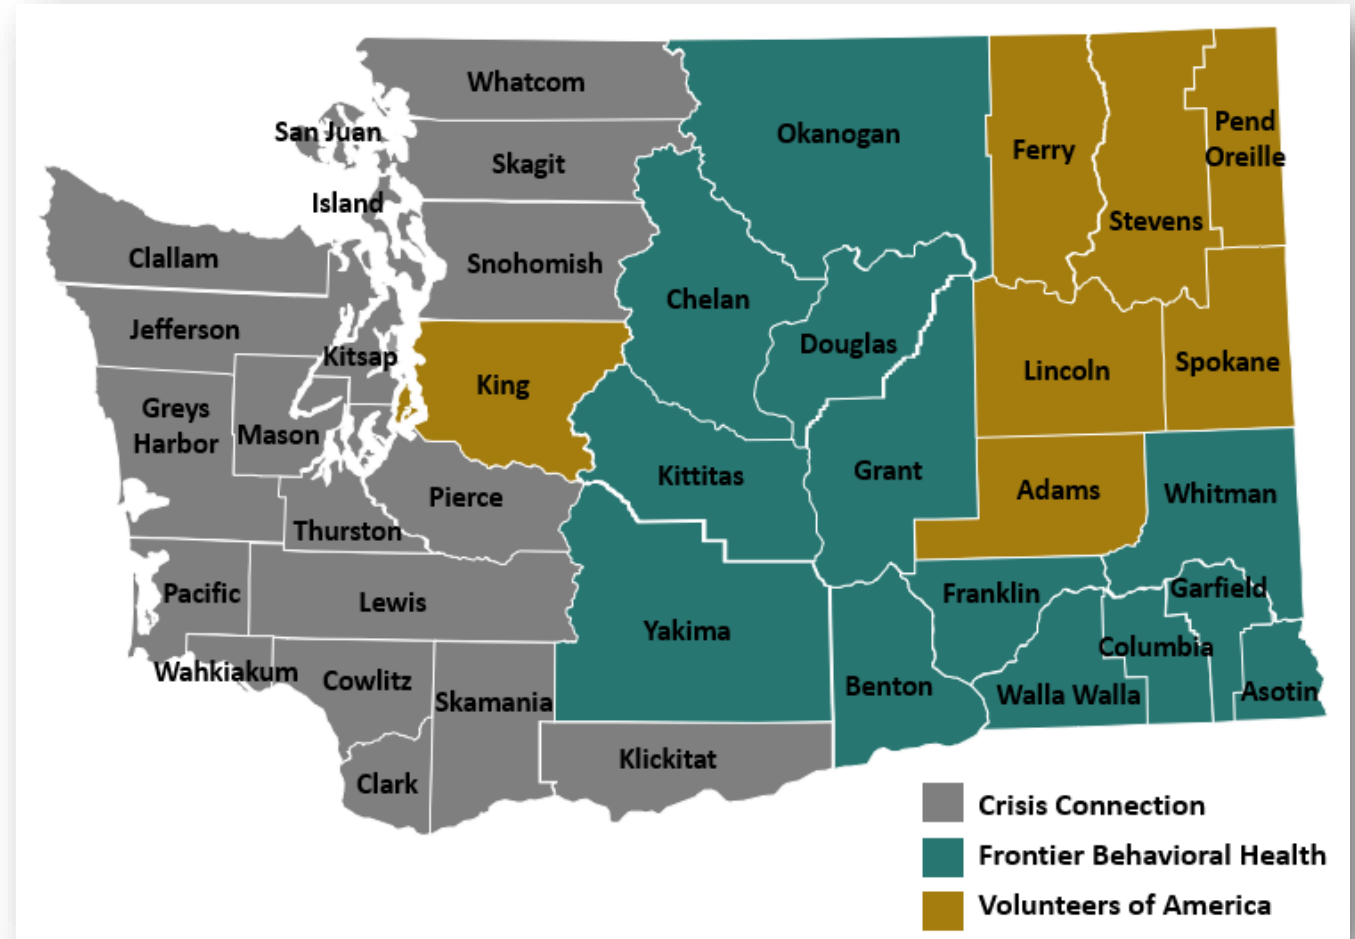 Whatcom
San Juan
Skagit
Okanogan
Ferry
Pend
Oreille
Island
Stevens
Clallam
Snohomish
Chelan
Jefferson
Kitsap
King
Douglas
Lincoln
Spokane
Greys
Harbor
Mason
Kittitas
Grant
Adams
Whitman
Pierce
Thurston
Pacific
Lewis
Yakima
Franklin
Garfield
Columbia
Wahkiakum
Cowlitz
Skamania
Benton
Walla Walla
Asotin
Klickitat
Clark
Crisis Connection
Frontier Behavioral Health
Volunteers of America